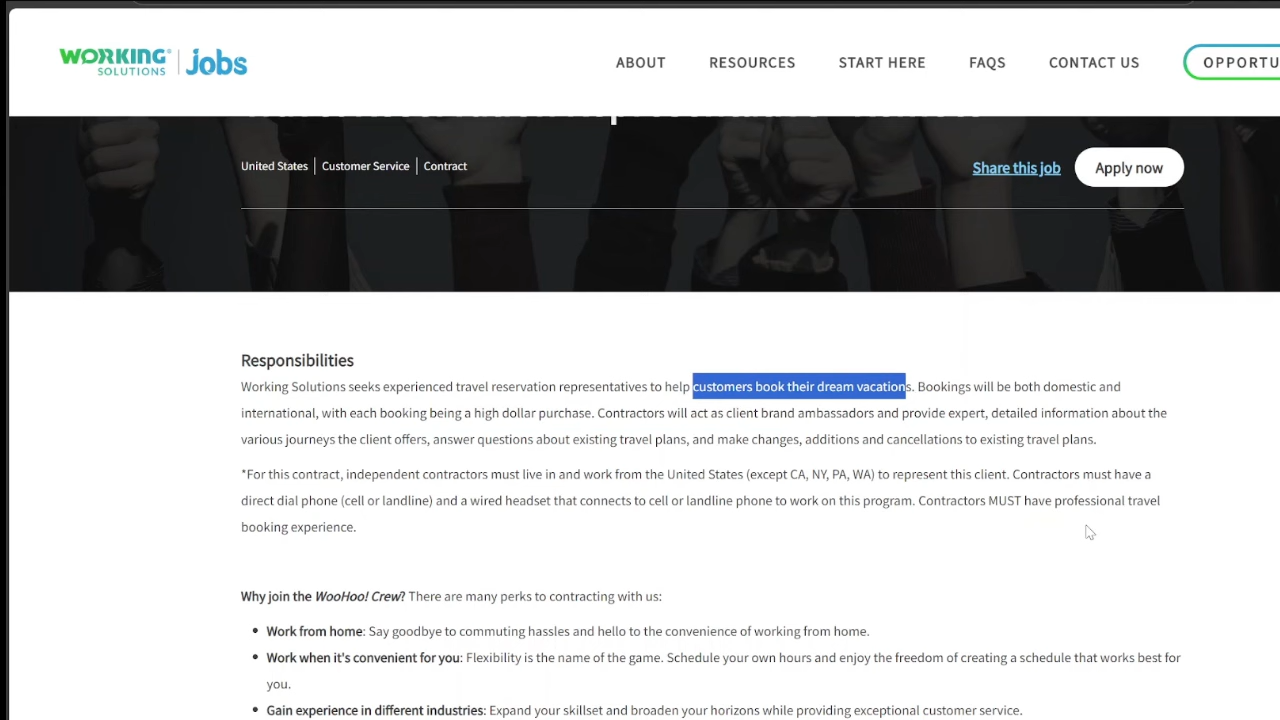 WORKING SOLUTIONS jobs
ABOUT RESOURCES START HERE FAQS CONTACT US
United States | Customer Service | Contract
Share this job Apply now
Responsibilities
Working Solutions seeks experienced travel reservation representatives to help customers book their dream vacations. Bookings will be both domestic and
international, with each booking being a high dollar purchase. Contractors will act as client brand ambassadors and provide expert, detailed information about the
various journeys the client offers, answer questions about existing travel plans, and make changes, additions and cancellations to existing travel plans.
*For this contract, independent contractors must live in and work from the United States (except CA, NY, PA, WA) to represent this client. Contractors must have a
direct dial phone (cell or landline) and a wired headset that connects to cell or landline phone to work on this program. Contractors MUST have professional travel
booking experience.
Why join the WooHoo! Crew? There are many perks to contracting with us:
• Work from home: Say goodbye to commuting hassles and hello to the convenience of working from home.
• Work when it's convenient for you: Flexibility is the name of the game. Schedule your own hours and enjoy the freedom of creating a schedule that works best for
you.
• Gain experience in different industries: Expand your skillset and broaden your horizons while providing exceptional customer service.